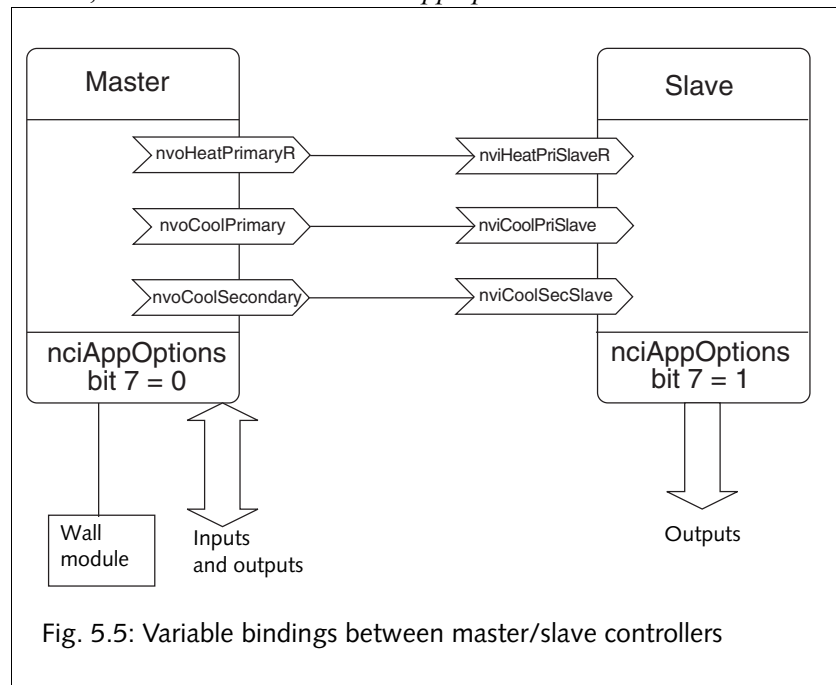 Master
Slave
nvoHeatPrimaryR
nviHeatPriSlaveR
nvoCoolPrimary
nviCoolPriSlave
nvoCoolSecondary
nviCoolSecSlave
nciAppOptions
bit 7 = 0
nciAppOptions
bit 7 = 1
Wall
module
Inputs
and outputs
Outputs
Fig. 5.5: Variable bindings between master/slave controllers